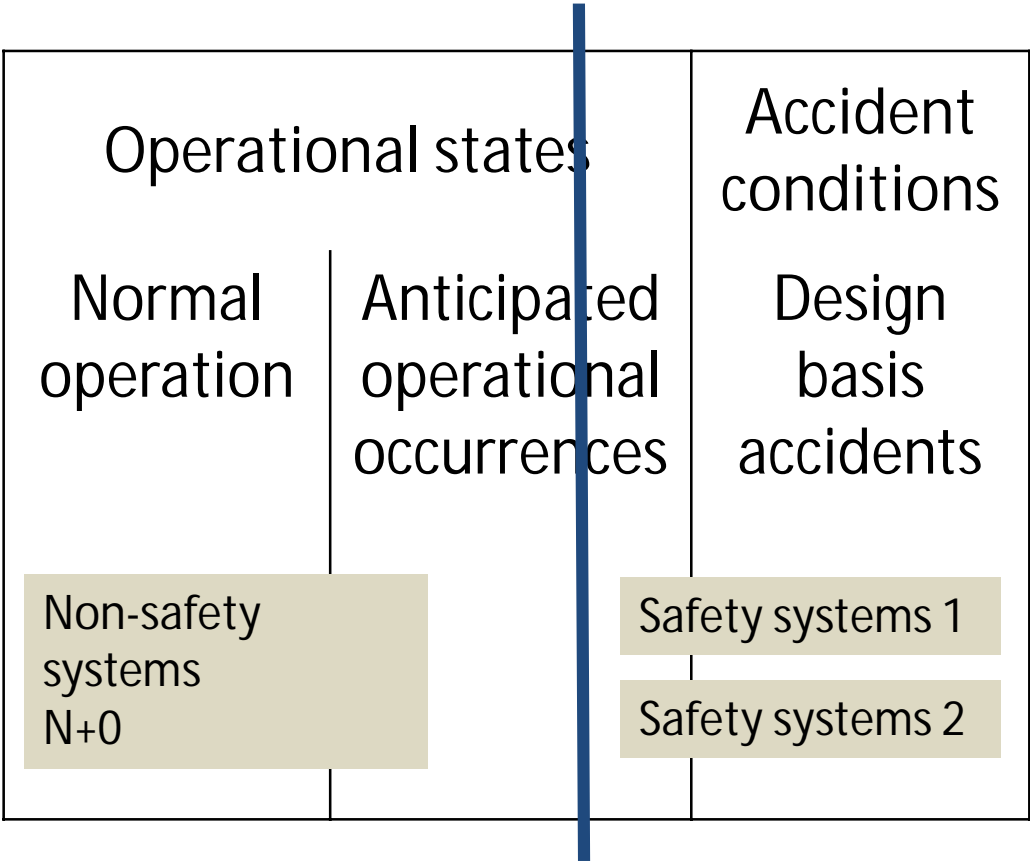 Operational states
Accident
conditions
Normal
operation
Anticipated
operational
occurrences
Design
basis
accidents
Non-safety
systems
N+0
Safety systems 1
Safety systems 2